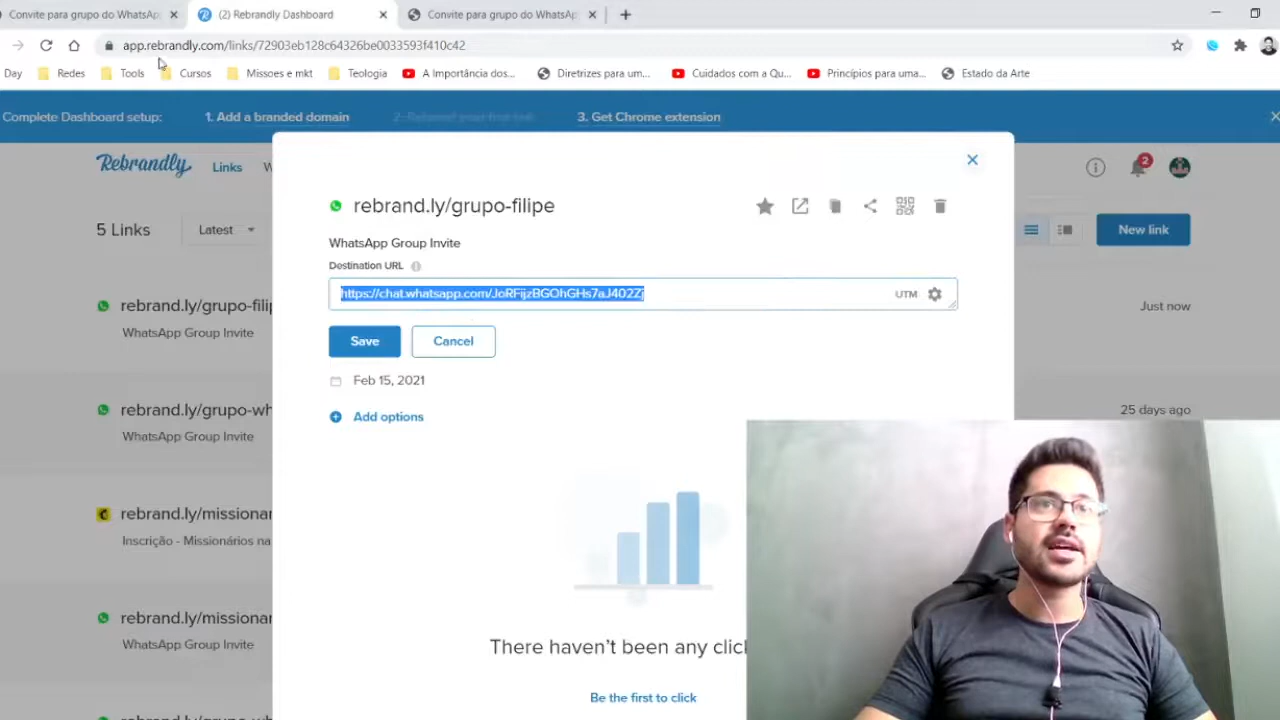 Convite para grupo do WhatsAp
(2) Rebrandly Dashboard
Convite para grupo do WhatsAp
app.rebrandly.com/links/72903eb128c64326be0033593f410c42
Day
Redes
Tools
Cursos
Missoes e mkt
Teologia
A Importância dos...
Diretrizes para um...
Cuidados com a Qu...
Princípios para uma...
Estado da Arte
Complete Dashboard setup:
1. Add a branded domain
3. Get Chrome extension
Rebrandly
Links
W
2
5 Links
Latest
New link
rebrand.ly/grupo-filipe
WhatsApp Group Invite
Destination URL
https://chat.whatsapp.com/JoRFijzBGOhGHs7aJ402Zj
UTM
Save
Cancel
Feb 15, 2021
Add options
There haven't been any click
Be the first to click
rebrand.ly/grupo-filip
WhatsApp Group Invite
Just now
rebrand.ly/grupo-wh
WhatsApp Group Invite
25 days ago
rebrand.ly/missionar
Inscrição - Missionários na
rebrand.ly/missionar
WhatsApp Group Invite